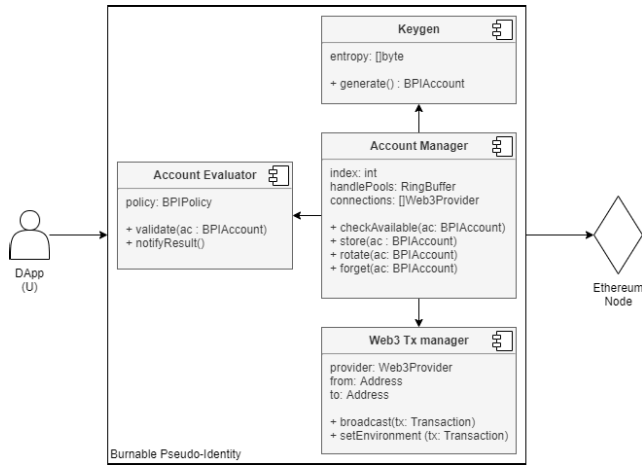 Keygen
entropy: []byte
+ generate() : BPIAccount
Account Manager
index: int
handlePools: RingBuffer
connections: []Web3Provider
+ checkAvailable(ac: BPIAccount)
+ store(ac : BPIAccount)
+ rotate(ac: BPIAccount)
+ forget(ac: BPIAccount)
Account Evaluator
policy: BPIPolicy
+ validate(ac : BPIAccount)
+ notifyResult()
DApp
(U)
Ethereum
Node
Web3 Tx manager
provider: Web3Provider
from: Address
to: Address
+ broadcast(tx: Transaction)
+ setEnvironment (tx: Transaction)
Burnable Pseudo-Identity